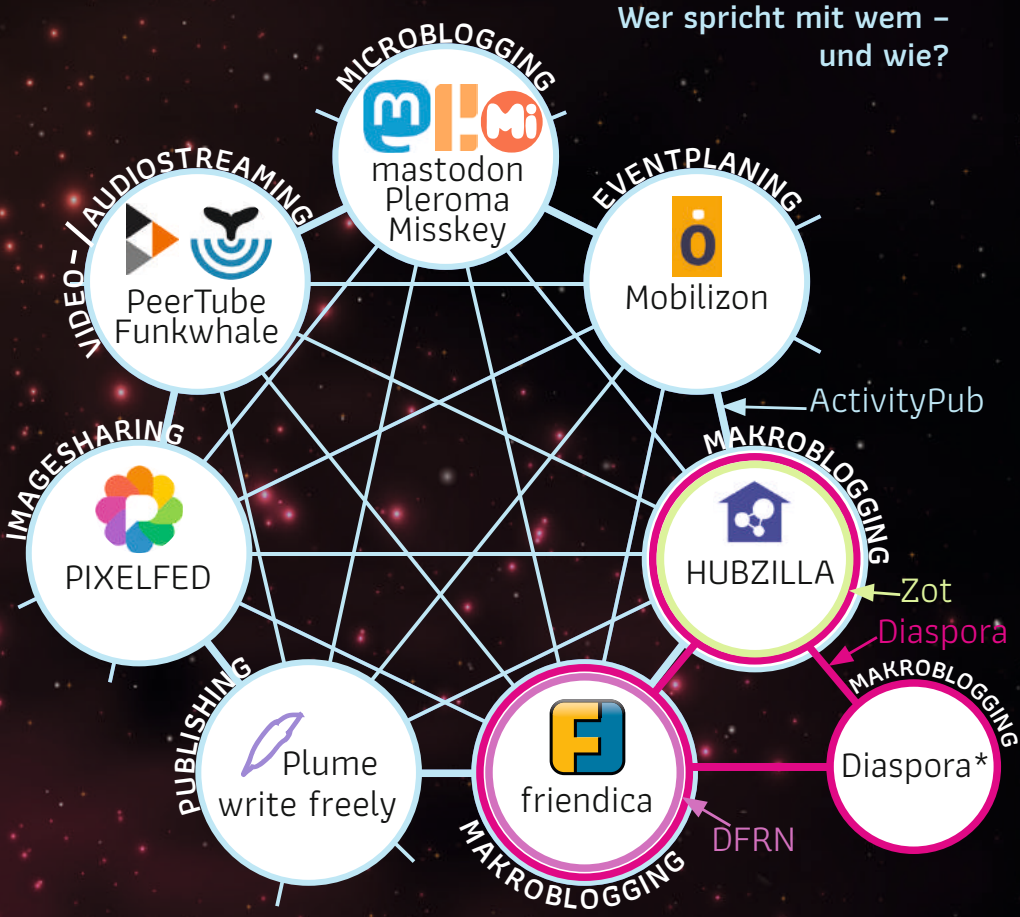 Wer spricht mit wem –
und wie?
MICROBLOGGING
mastodon
Pleroma
Misskey
VIDEO-/AUDIOSTREAMING
PeerTube
Funkwhale
EVENTPLANING
Mobilizon
ActivityPub
IMAGESHARING
PIXELFED
MAKROBLOGGING
HUBZILLA
Zot
Diaspora
MAKROBLOGGING
Diaspora*
PUBLISHING
Plume
write freely
friendica
DFRN
MAKROBLOGGING